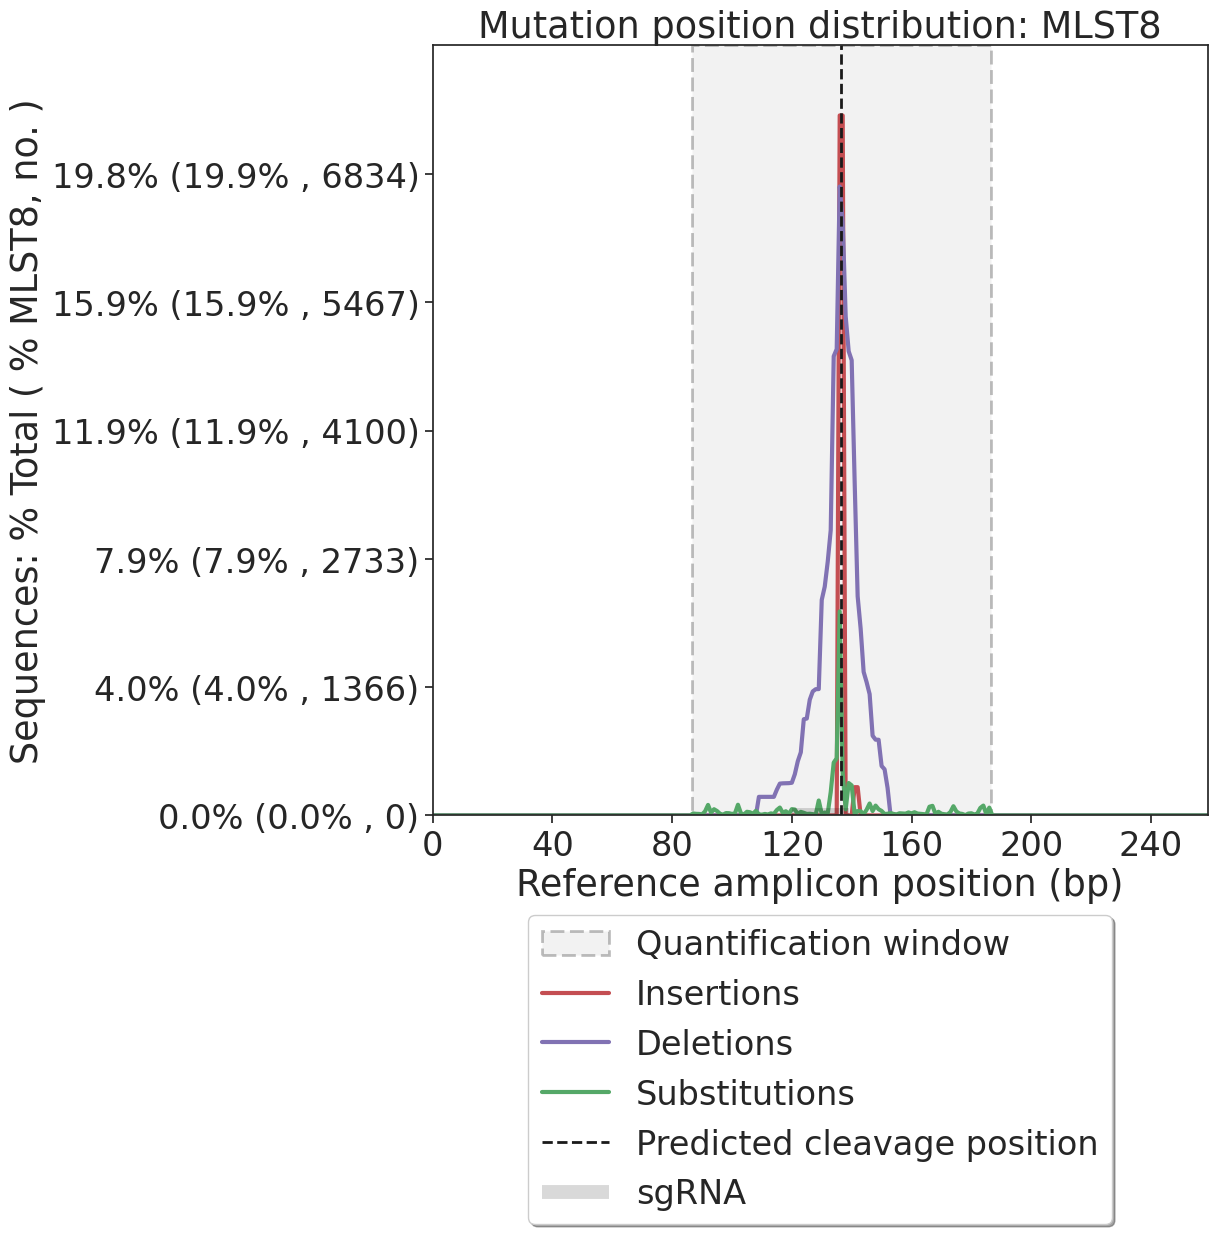 Mutation position distribution: MLST8
Sequences: % Total ( % MLST8, no. )
19.8% (19.9% , 6834)
15.9% (15.9% , 5467)
11.9% (11.9% , 4100)
7.9% (7.9% , 2733)
4.0% (4.0% , 1366)
0.0% (0.0% , 0)
0 40 80 120 160 200 240
Reference amplicon position (bp)
Quantification window
Insertions
Deletions
Substitutions
Predicted cleavage position
sgRNA